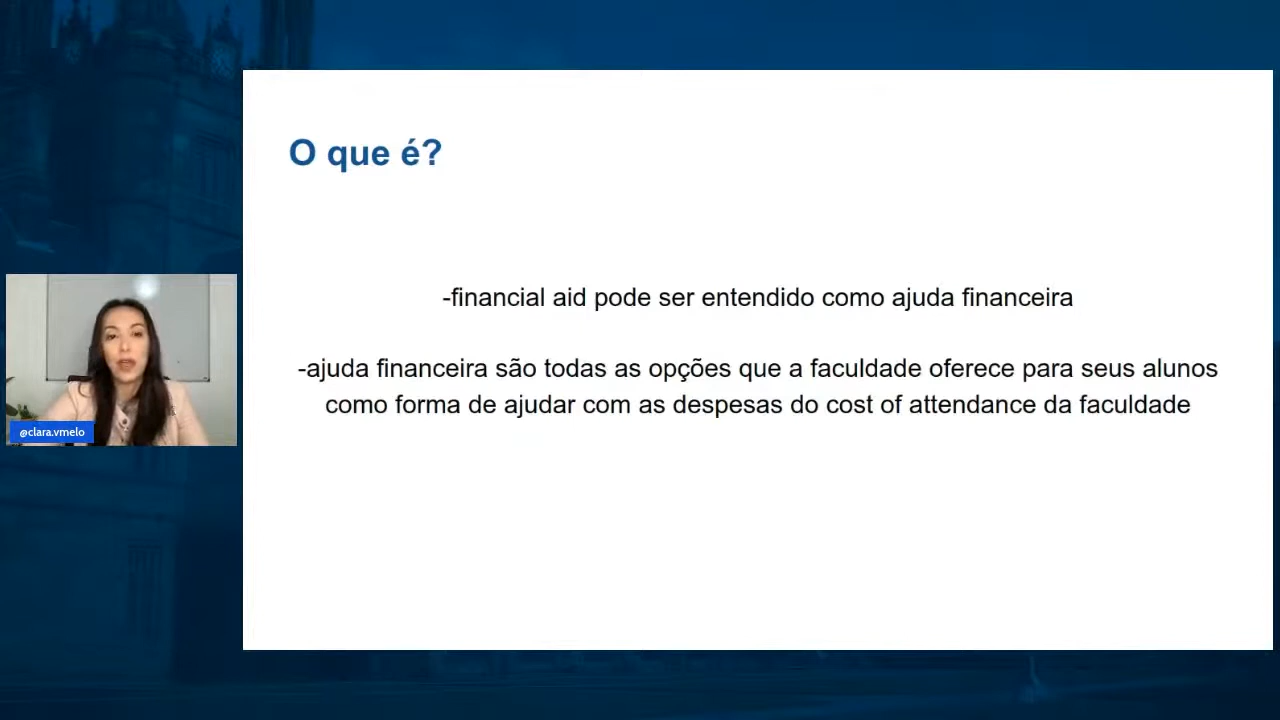 O que é?
-financial aid pode ser entendido como ajuda financeira
-ajuda financeira são todas as opções que a faculdade oferece para seus alunos
como forma de ajudar com as despesas do cost of attendance da faculdade
@clara.vmelo